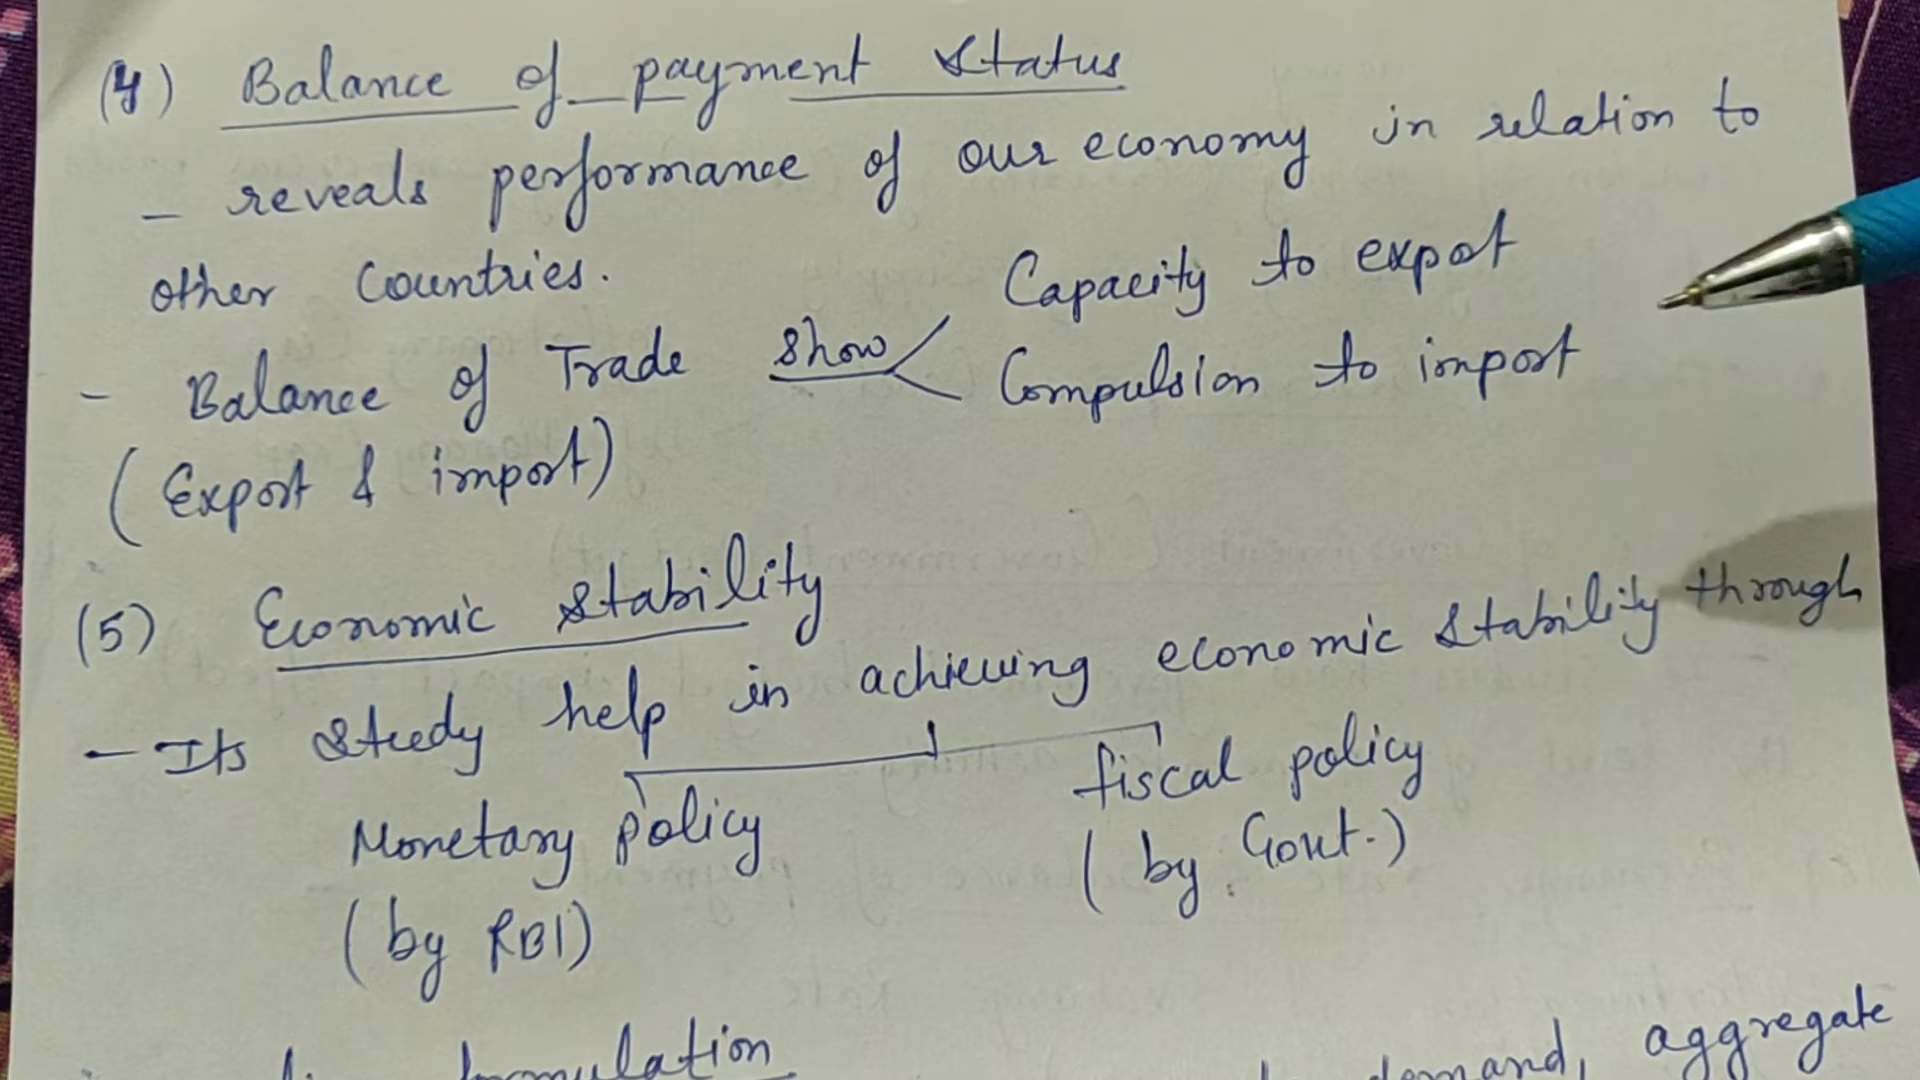 (4) Balance of payment Status
- reveals performance of our economy in relation to
other Countries.
- Balance of Trade show Capacity to export
Compulsion to import
(Export & import)
(5) Economic stability
- Its study help in achieving economic stability through
Monetary policy fiscal policy
(by RBI) (by Govt.)
demand, aggregate